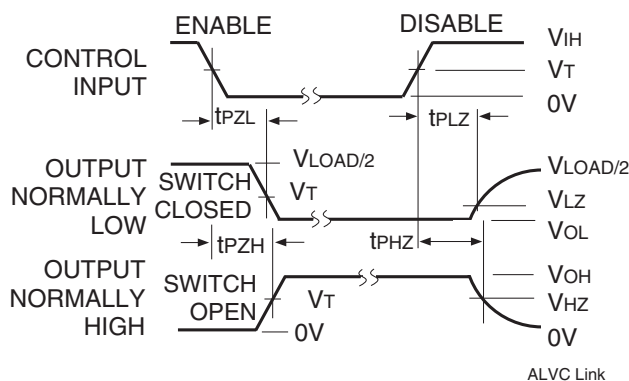 ENABLE DISABLE
CONTROL INPUT VIH
VT
0V
tPZL tPLZ
OUTPUT NORMALLY LOW
SWITCH CLOSED
VLOAD/2
VT
VLOAD/2
VLZ
VOL
tPZH tPHZ
OUTPUT NORMALLY HIGH
SWITCH OPEN
VT
0V
VOH
VHZ
0V
ALVC Link